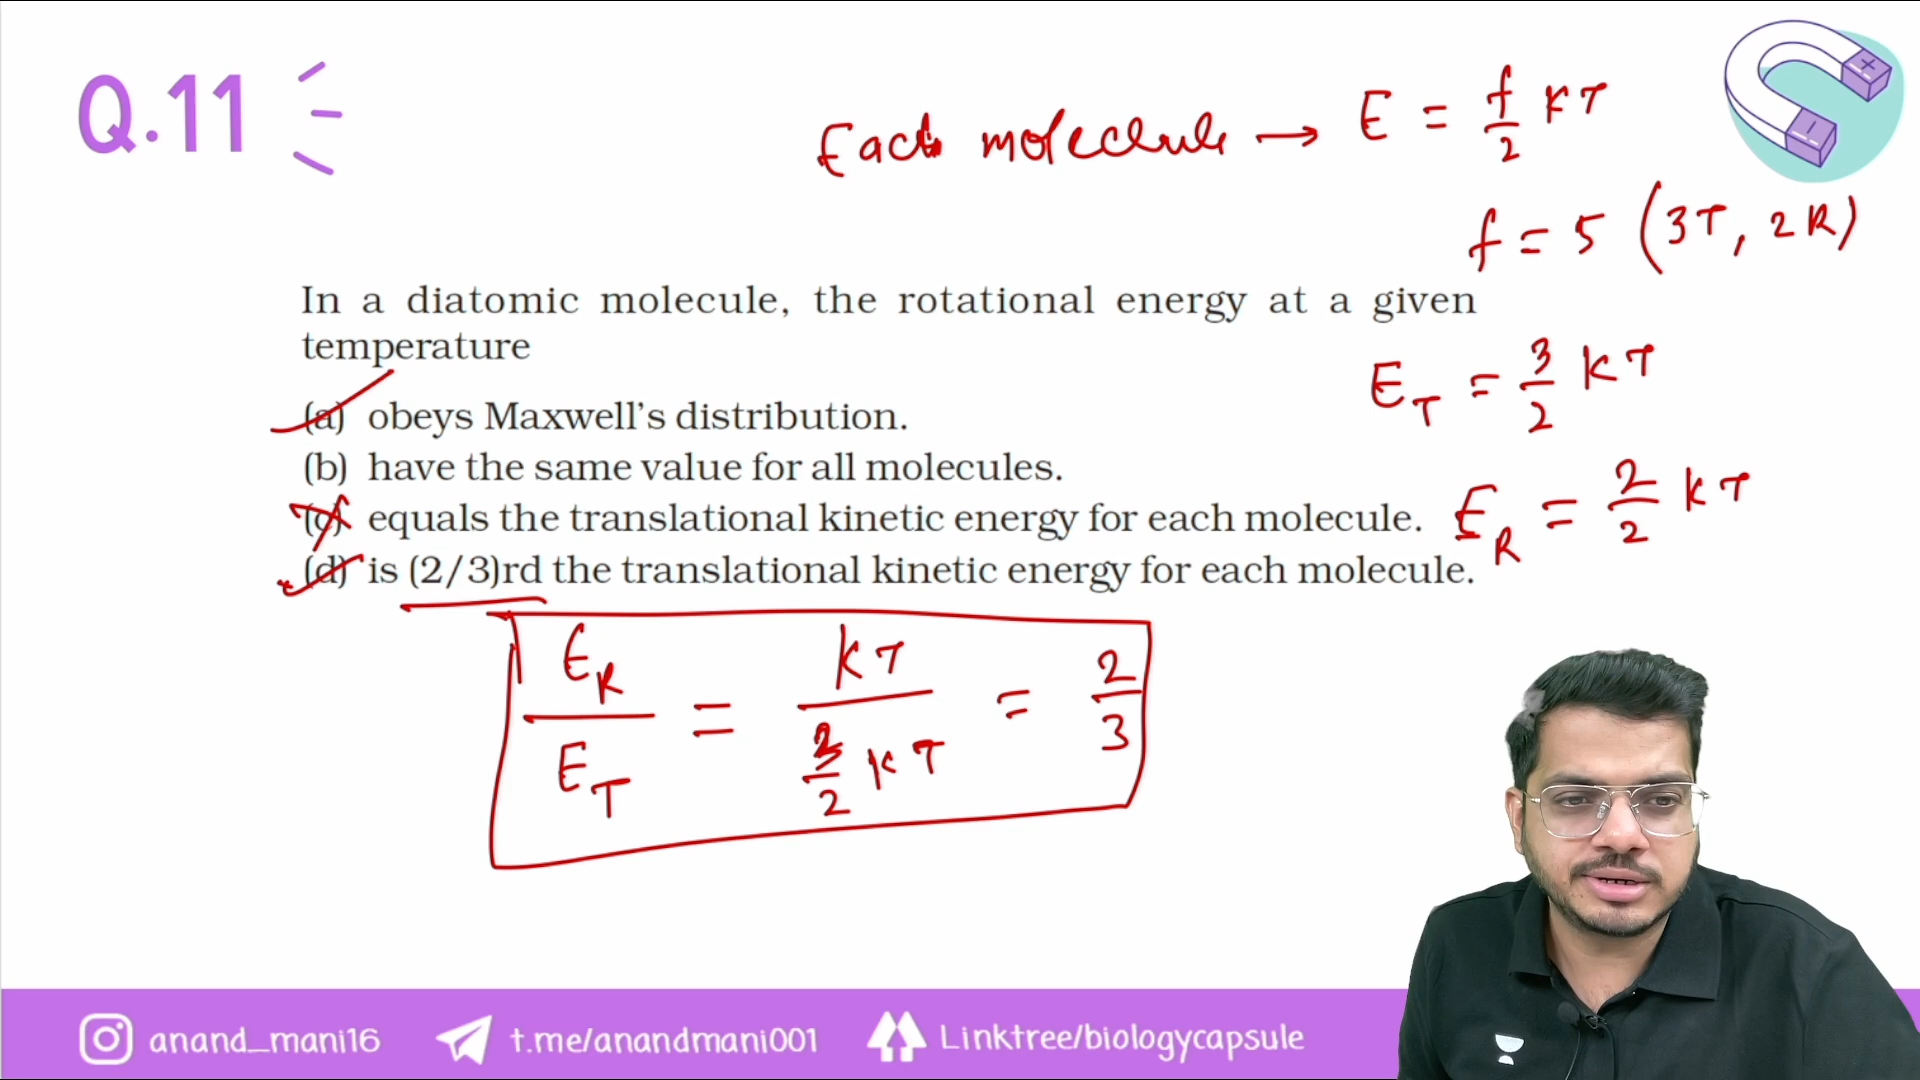 Q.11
Each molecule → E = f/2 KT
f = 5 (3T, 2R)
In a diatomic molecule, the rotational energy at a given
temperature
(a) obeys Maxwell's distribution.
(b) have the same value for all molecules.
(c) equals the translational kinetic energy for each molecule.
(d) is (2/3)rd the translational kinetic energy for each molecule.
E_T = 3/2 KT
E_R = 2/2 KT
E_R/E_T = KT / (3/2 KT) = 2/3
anand_mani16
t.me/anandmani001
Linktree/biologycapsule